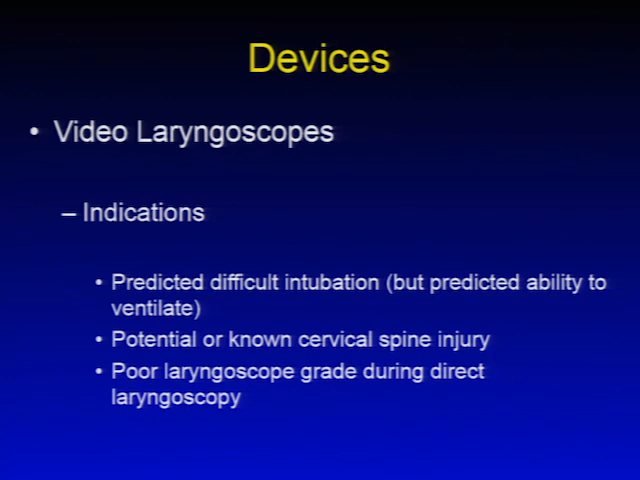 Devices
• Video Laryngoscopes
– Indications
• Predicted difficult intubation (but predicted ability to
ventilate)
• Potential or known cervical spine injury
• Poor laryngoscope grade during direct
laryngoscopy